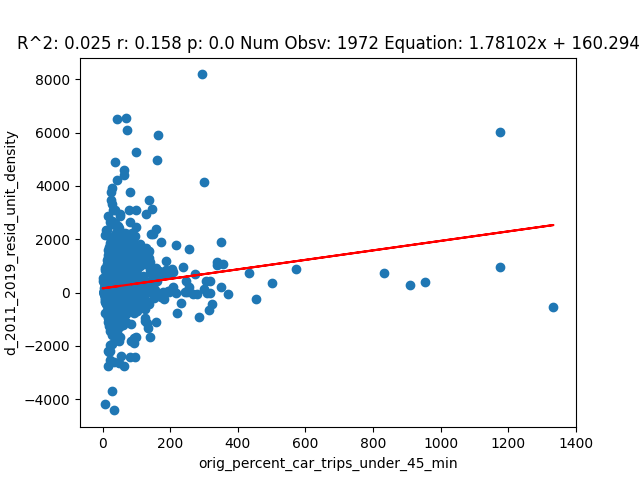 R^2: 0.025 r: 0.158 p: 0.0 Num Obsv: 1972 Equation: 1.78102x + 160.294
8000
6000
4000
2000
0
−2000
−4000
d_2011_2019_resid_unit_density
0 200 400 600 800 1000 1200 1400
orig_percent_car_trips_under_45_min